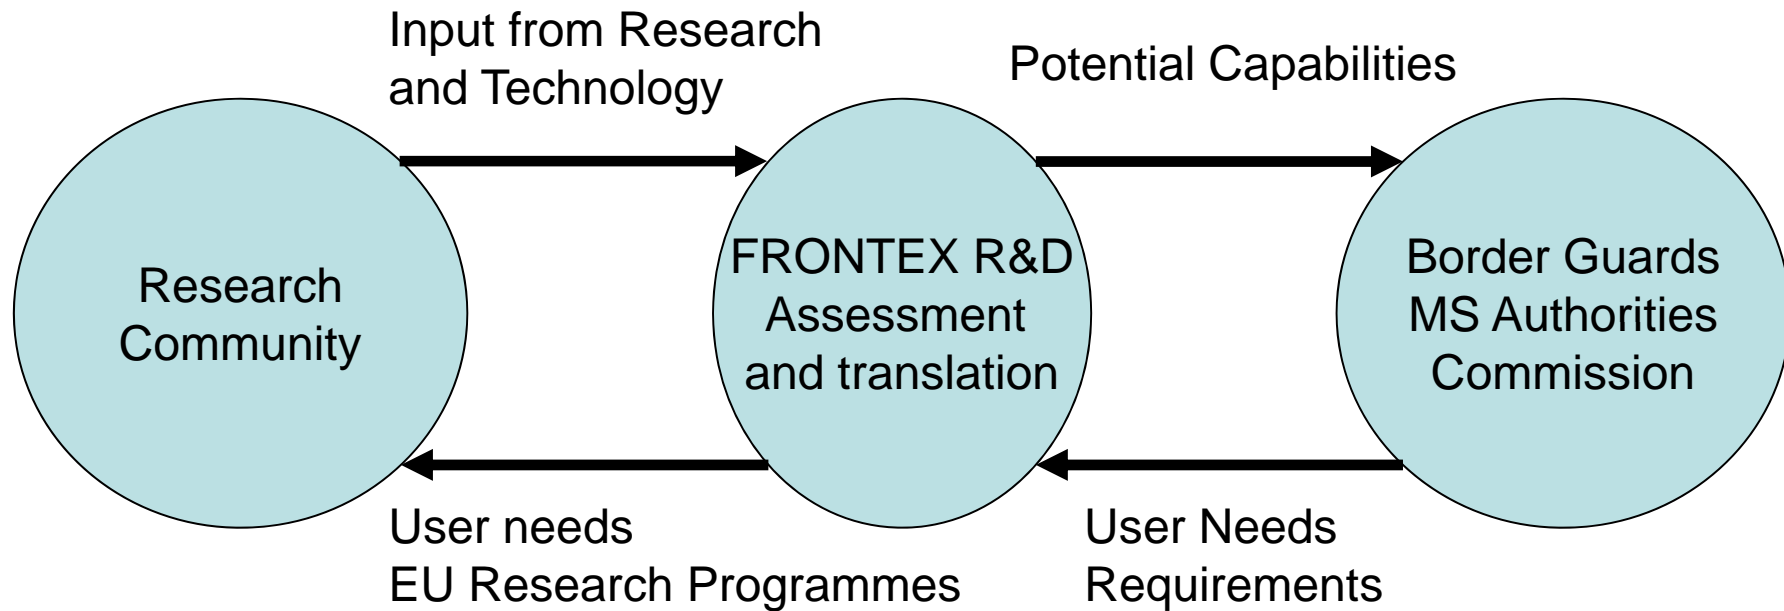 Input from Research
and Technology
Potential Capabilities
Research
Community
FRONTEX R&D
Assessment
and translation
Border Guards
MS Authorities
Commission
User needs
EU Research Programmes
User Needs
Requirements